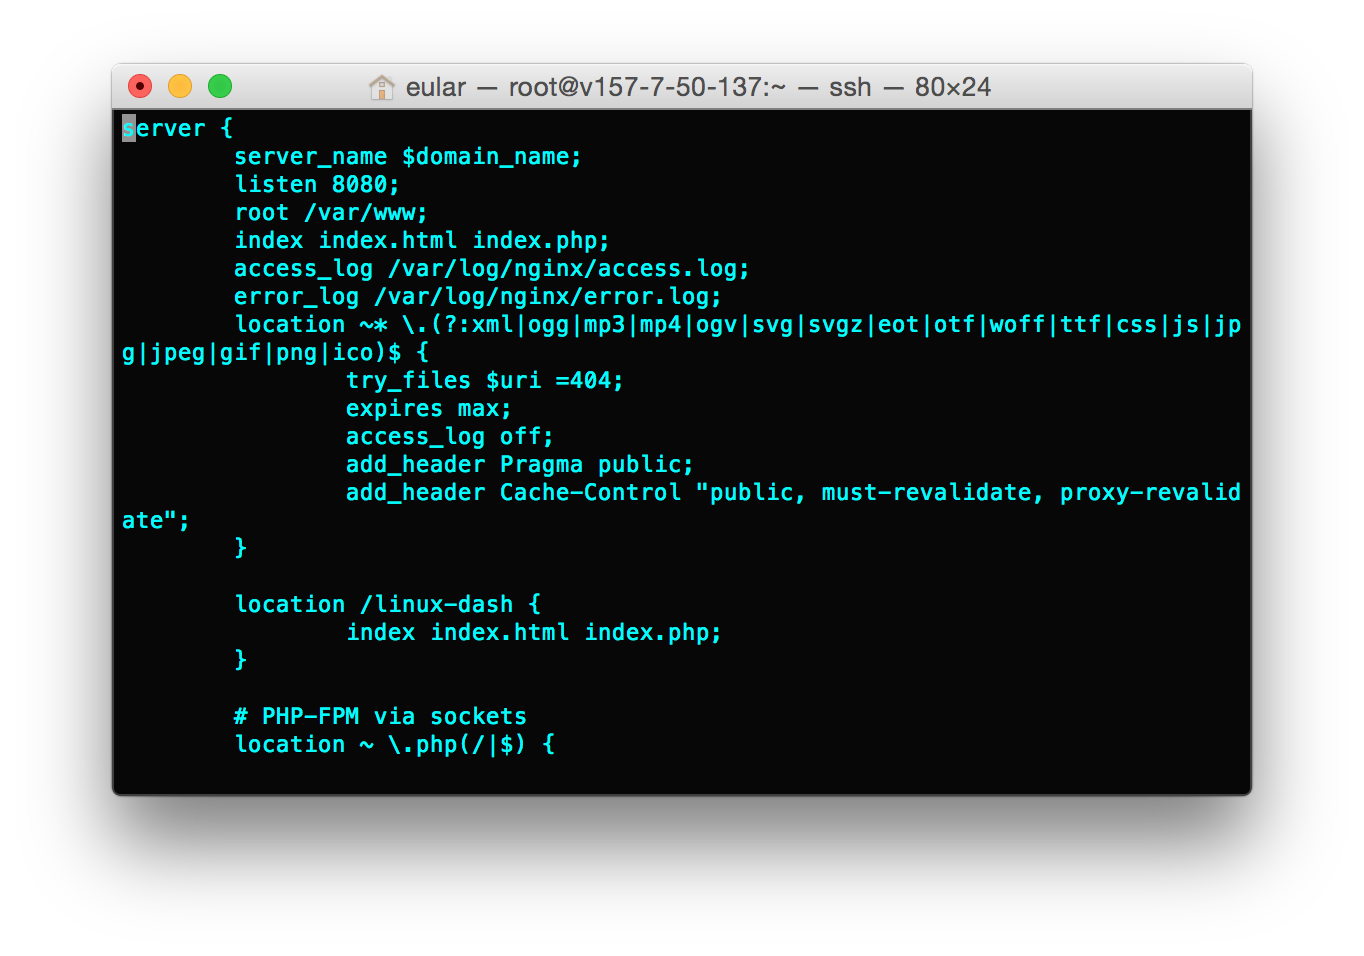 eular — root@v157-7-50-137:~ — ssh — 80×24
server {
        server_name $domain_name;
        listen 8080;
        root /var/www;
        index index.html index.php;
        access_log /var/log/nginx/access.log;
        error_log /var/log/nginx/error.log;
        location ~* \.(?:xml|ogg|mp3|mp4|ogv|svg|svgz|eot|otf|woff|ttf|css|js|jp
g|jpeg|gif|png|ico)$ {
                try_files $uri =404;
                expires max;
                access_log off;
                add_header Pragma public;
                add_header Cache-Control "public, must-revalidate, proxy-revalid
ate";
        }

        location /linux-dash {
                index index.html index.php;
        }

        # PHP-FPM via sockets
        location ~ \.php(/|$) {